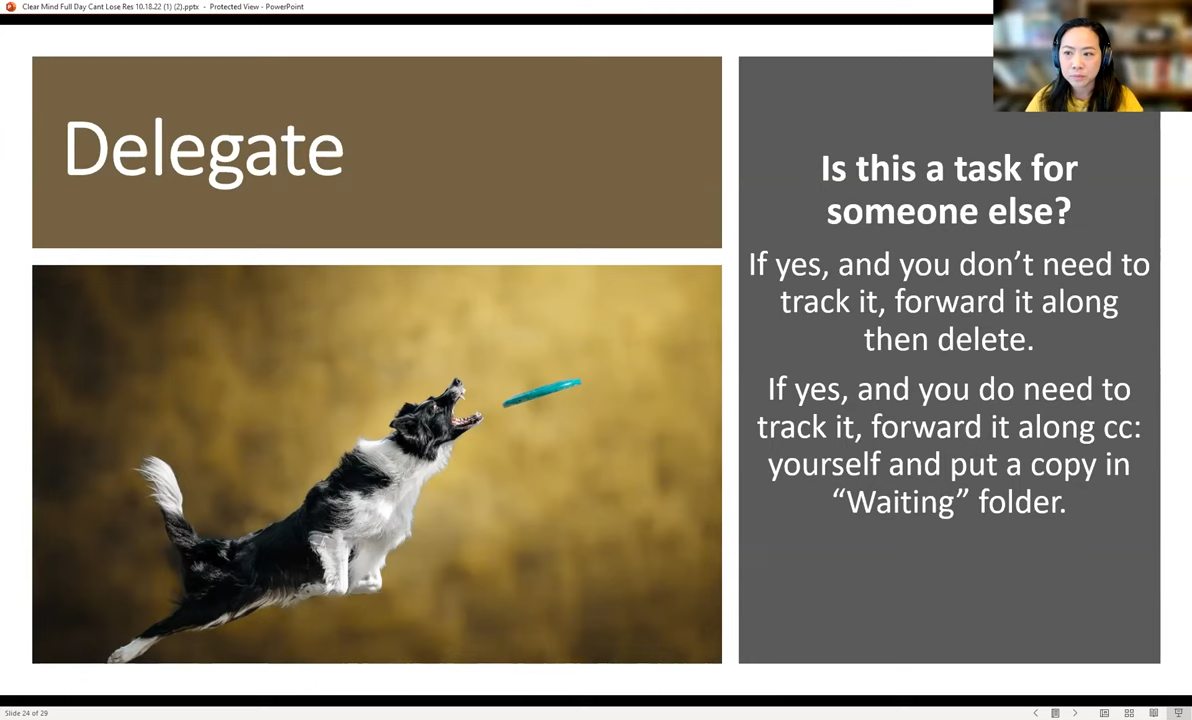 Clear Mind Full Day Cant Lose Res 10.18.22 (1) (2).pptx - Protected View - PowerPoint
Delegate
Is this a task for
someone else?
If yes, and you don’t need to
track it, forward it along
then delete.
If yes, and you do need to
track it, forward it along cc:
yourself and put a copy in
“Waiting” folder.
Slide 24 of 29